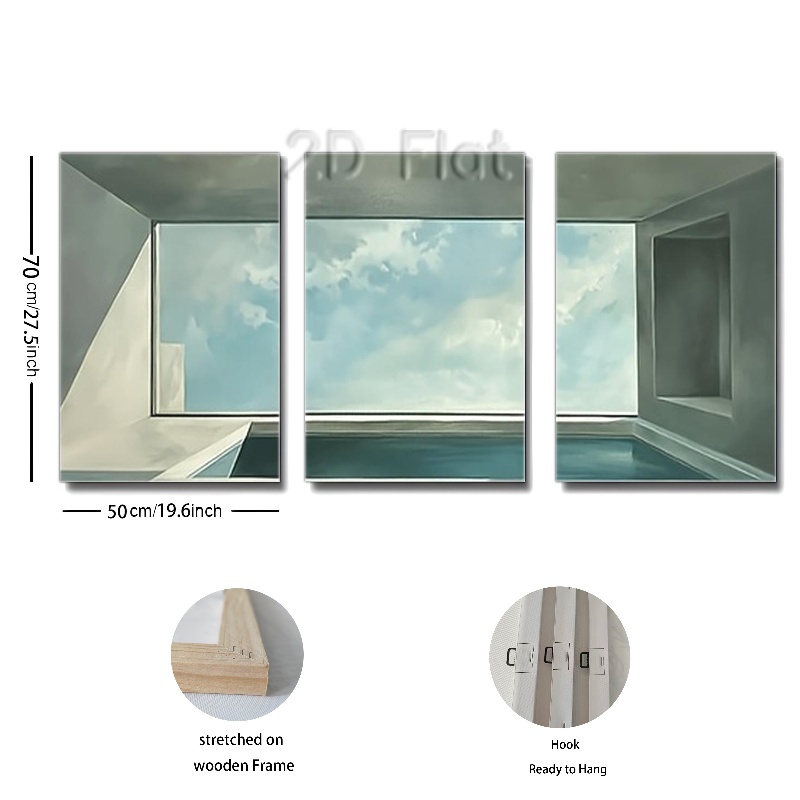 2D Flat
70 cm/27.5inch
50cm/19.6inch
stretched on
wooden Frame
Hook
Ready to Hang